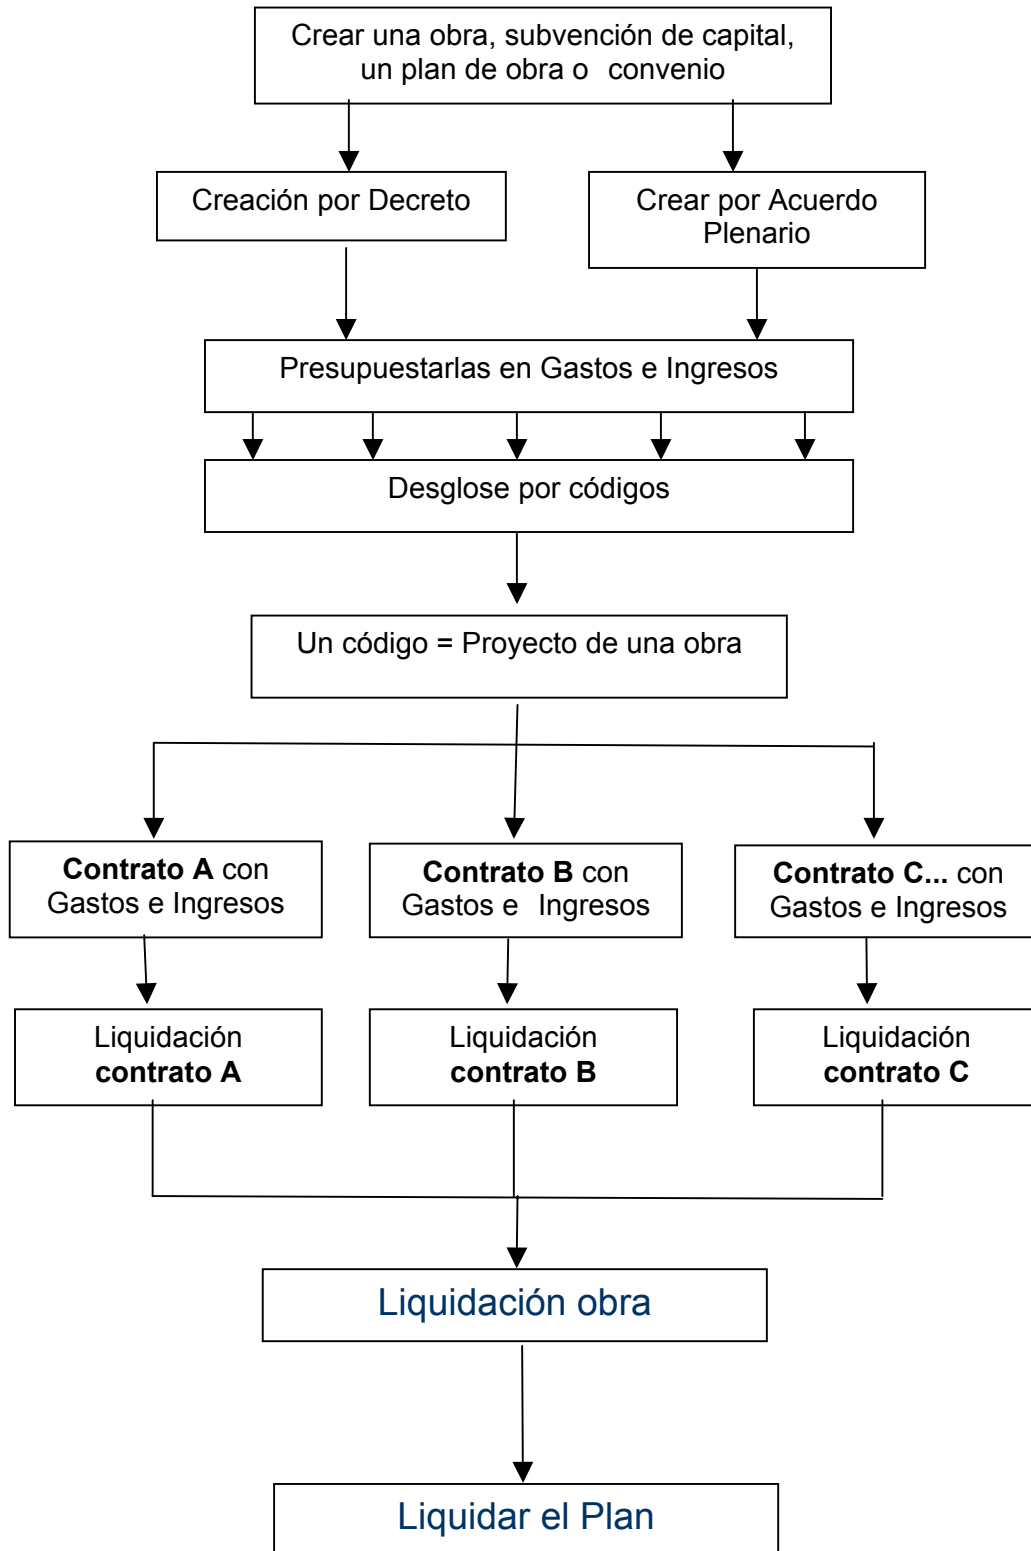 Crear una obra, subvención de capital,
un plan de obra o convenio
Creación por Decreto
Crear por Acuerdo
Plenario
Presupuestarlas en Gastos e Ingresos
Desglose por códigos
Un código = Proyecto de una obra
Contrato A con
Gastos e Ingresos
Contrato B con
Gastos e Ingresos
Contrato C... con
Gastos e Ingresos
Liquidación
contrato A
Liquidación
contrato B
Liquidación
contrato C
Liquidación obra
Liquidar el Plan